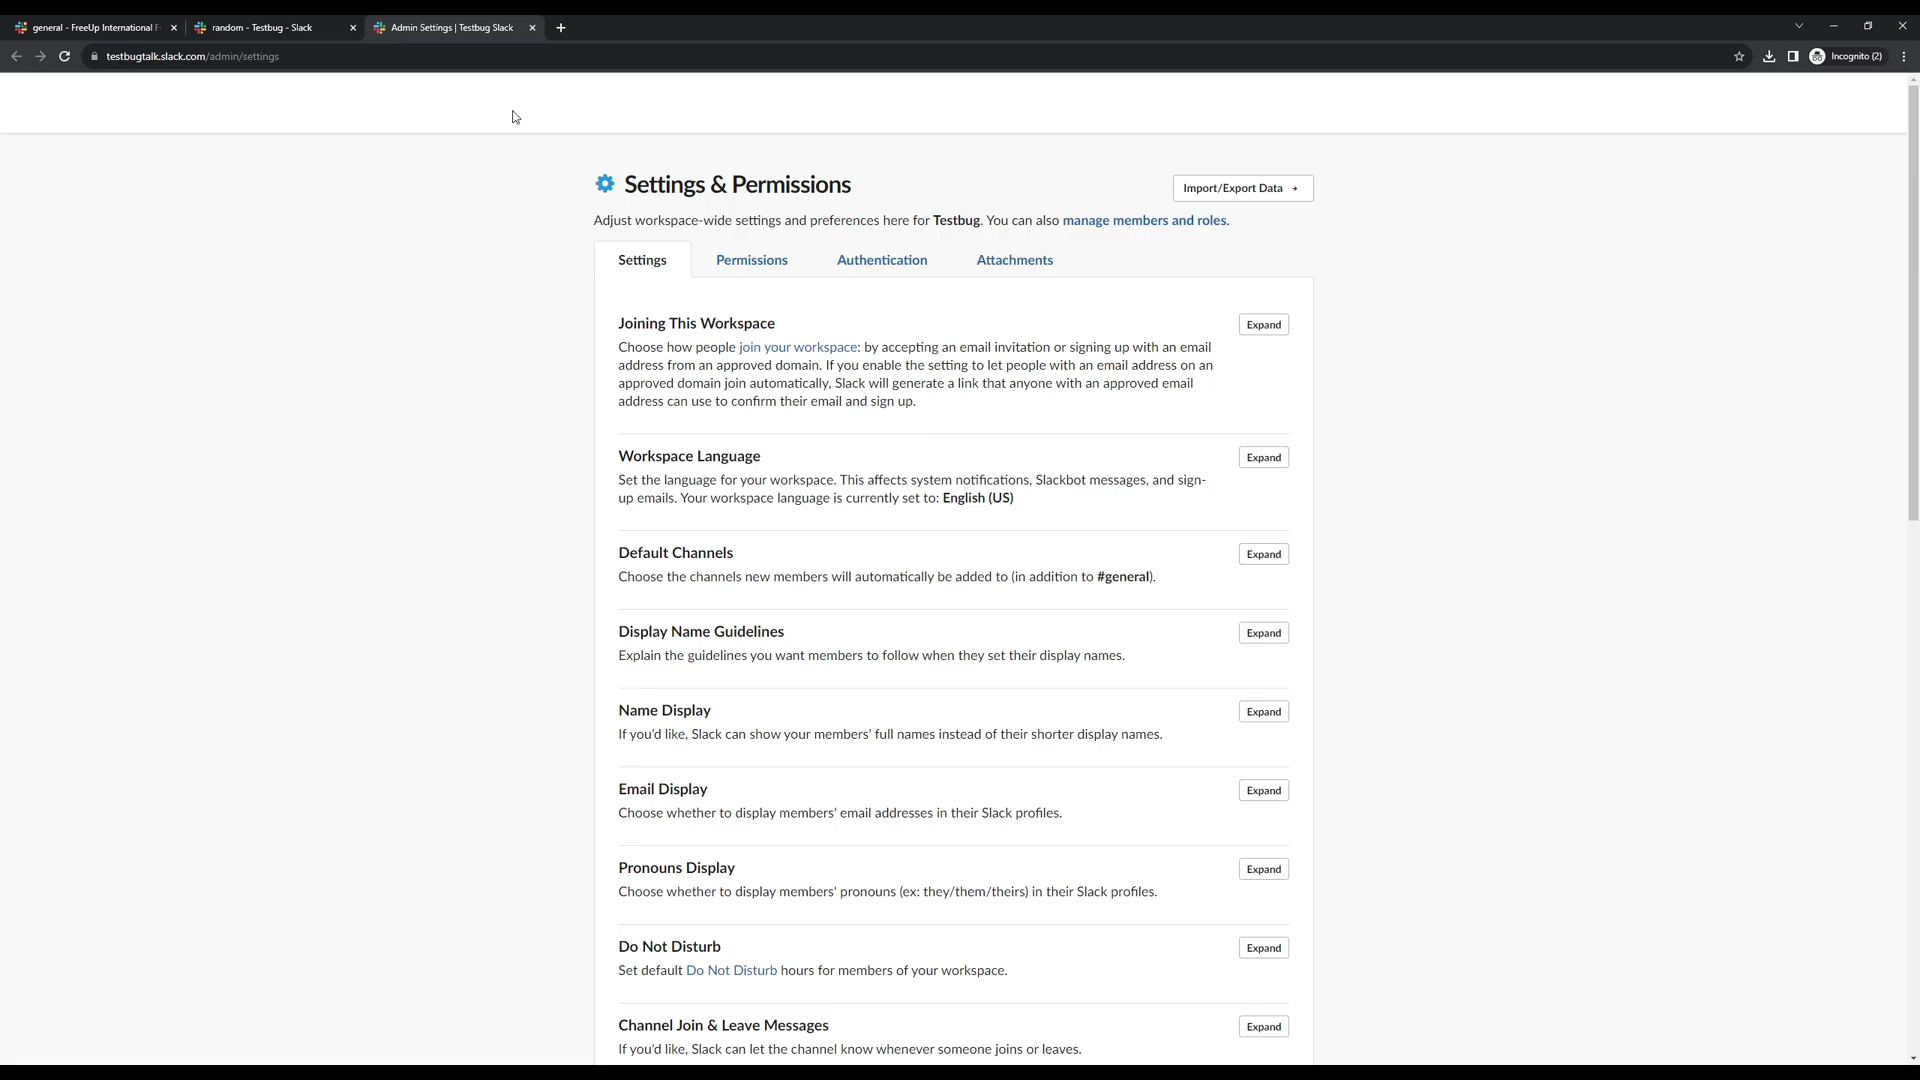 general - FreeUp International F
random - Testbug - Slack
Admin Settings | Testbug Slack
testbugtalk.slack.com/admin/settings
Incognito (2)
Settings & Permissions
Import/Export Data →
Adjust workspace-wide settings and preferences here for Testbug. You can also manage members and roles.
Settings
Permissions
Authentication
Attachments
Joining This Workspace
Expand
Choose how people join your workspace: by accepting an email invitation or signing up with an email
address from an approved domain. If you enable the setting to let people with an email address on an
approved domain join automatically, Slack will generate a link that anyone with an approved email
address can use to confirm their email and sign up.
Workspace Language
Expand
Set the language for your workspace. This affects system notifications, Slackbot messages, and sign-
up emails. Your workspace language is currently set to: English (US)
Default Channels
Expand
Choose the channels new members will automatically be added to (in addition to #general).
Display Name Guidelines
Expand
Explain the guidelines you want members to follow when they set their display names.
Name Display
Expand
If you'd like, Slack can show your members' full names instead of their shorter display names.
Email Display
Expand
Choose whether to display members' email addresses in their Slack profiles.
Pronouns Display
Expand
Choose whether to display members' pronouns (ex: they/them/theirs) in their Slack profiles.
Do Not Disturb
Expand
Set default Do Not Disturb hours for members of your workspace.
Channel Join & Leave Messages
Expand
If you'd like, Slack can let the channel know whenever someone joins or leaves.